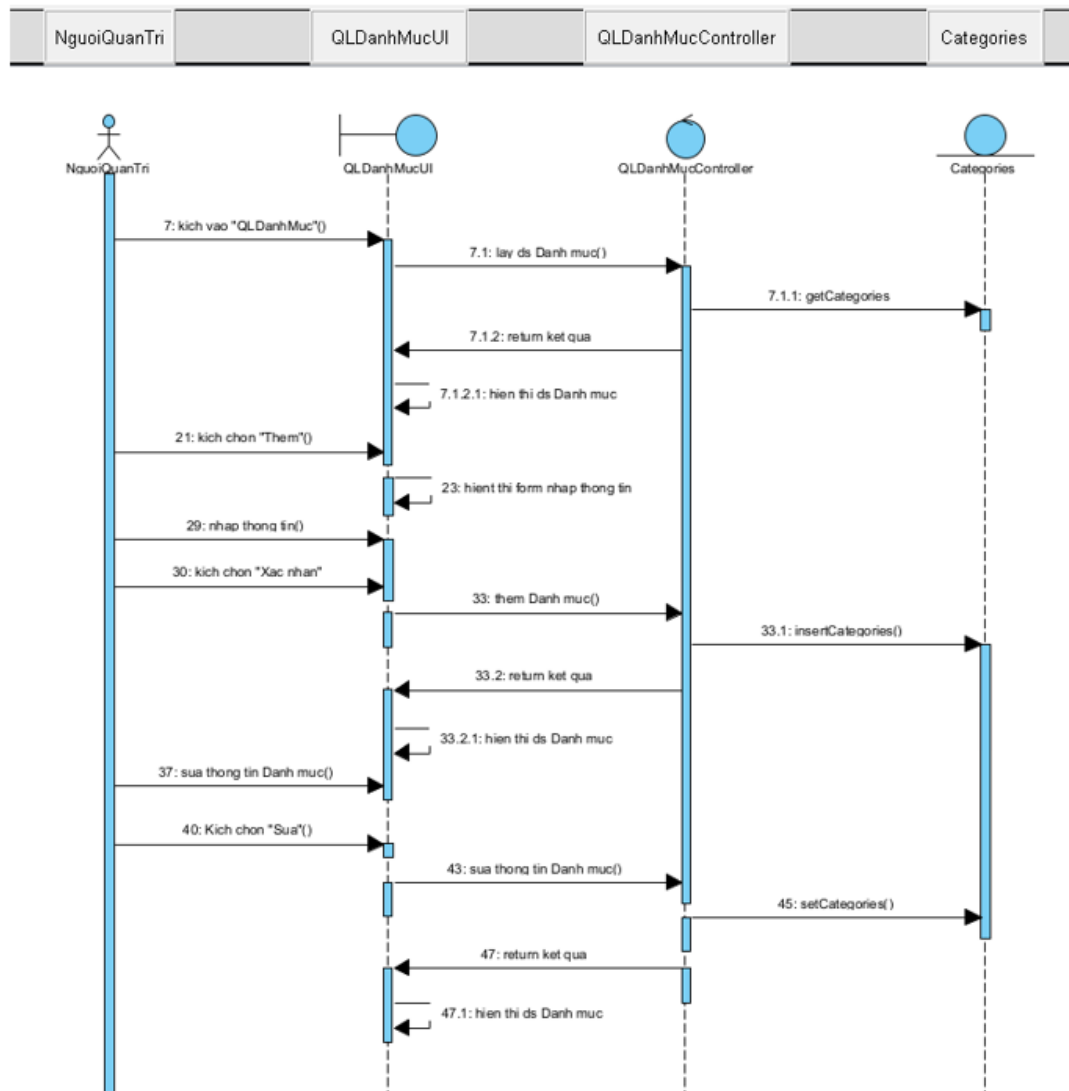 NguoiQuanTri QLDanhMucUI QLDanhMucController Categories
NguoiQuanTri QLDanhMucUI QLDanhMucController Categories
7: kich vao "QLDanhMuc"()
7.1: lay ds Danh muc()
7.1.1: getCategories
7.1.2: return ket qua
7.1.2.1: hien thi ds Danh muc
21: kich chon "Them"()
23: hient thi form nhap thong tin
29: nhap thong tin()
30: kich chon "Xac nhan"
33: them Danh muc()
33.1: insertCategories()
33.2: return ket qua
33.2.1: hien thi ds Danh muc
37: sua thong tin Danh muc()
40: Kich chon "Sua"()
43: sua thong tin Danh muc()
45: setCategories()
47: return ket qua
47.1: hien thi ds Danh muc